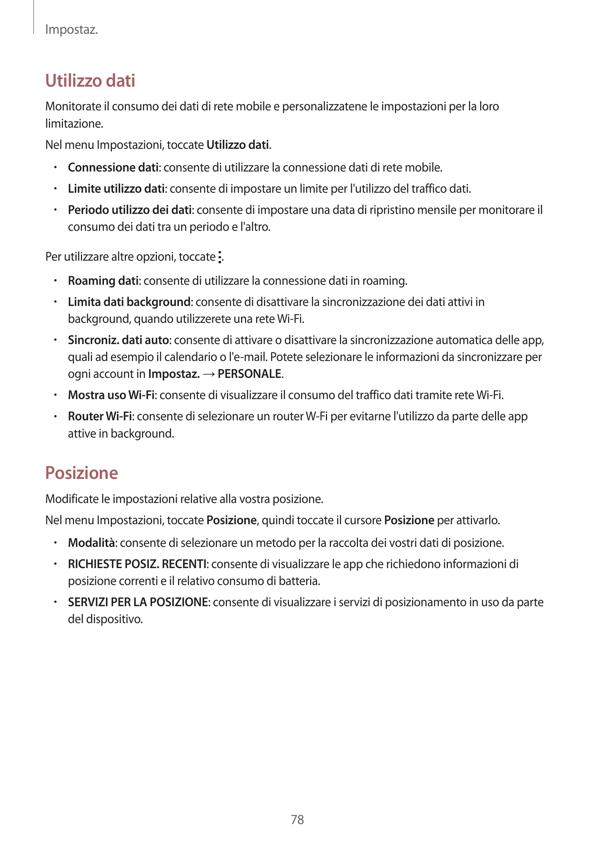 Impostaz.
Utilizzo dati
Monitorate il consumo dei dati di rete mobile e personalizzatene le impostazioni per la loro
limitazione.
Nel menu Impostazioni, toccate Utilizzo dati.
• Connessione dati: consente di utilizzare la connessione dati di rete mobile.
• Limite utilizzo dati: consente di impostare un limite per l'utilizzo del traffico dati.
• Periodo utilizzo dei dati: consente di impostare una data di ripristino mensile per monitorare il
consumo dei dati tra un periodo e l'altro.
Per utilizzare altre opzioni, toccate ⋮.
• Roaming dati: consente di utilizzare la connessione dati in roaming.
• Limita dati background: consente di disattivare la sincronizzazione dei dati attivi in
background, quando utilizzerete una rete Wi-Fi.
• Sincroniz. dati auto: consente di attivare o disattivare la sincronizzazione automatica delle app,
quali ad esempio il calendario o l'e-mail. Potete selezionare le informazioni da sincronizzare per
ogni account in Impostaz. → PERSONALE.
• Mostra uso Wi-Fi: consente di visualizzare il consumo del traffico dati tramite rete Wi-Fi.
• Router Wi-Fi: consente di selezionare un router W-Fi per evitarne l'utilizzo da parte delle app
attive in background.
Posizione
Modificate le impostazioni relative alla vostra posizione.
Nel menu Impostazioni, toccate Posizione, quindi toccate il cursore Posizione per attivarlo.
• Modalità: consente di selezionare un metodo per la raccolta dei vostri dati di posizione.
• RICHIESTE POSIZ. RECENTI: consente di visualizzare le app che richiedono informazioni di
posizione correnti e il relativo consumo di batteria.
• SERVIZI PER LA POSIZIONE: consente di visualizzare i servizi di posizionamento in uso da parte
del dispositivo.
78